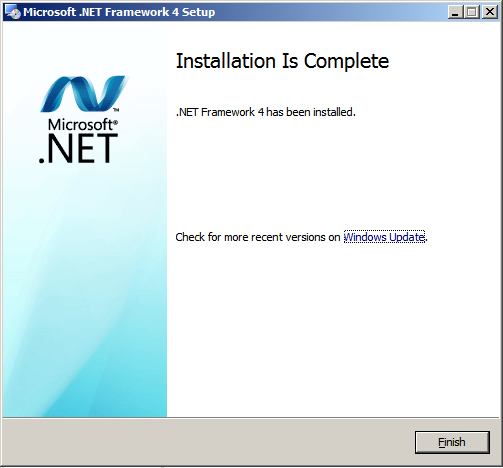 Microsoft .NET Framework 4 Setup
Installation Is Complete
.NET Framework 4 has been installed.
Microsoft®
.NET™
Check for more recent versions on Windows Update.
Finish